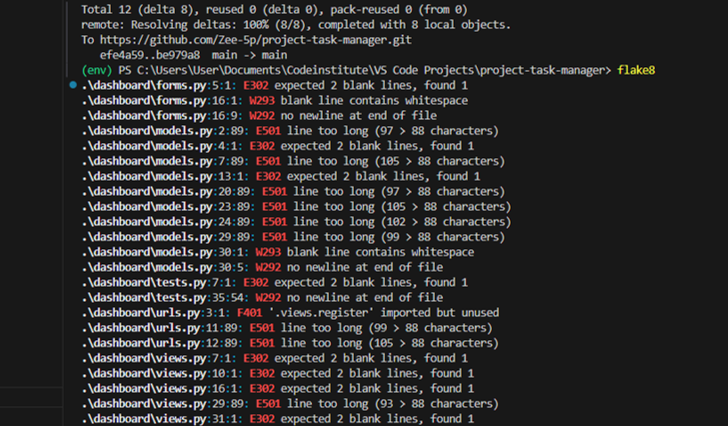 Total 12 (delta 8), reused 0 (delta 0), pack-reused 0 (from 0)
remote: Resolving deltas: 100% (8/8), completed with 8 local objects.
To https://github.com/Zee-5p/project-task-manager.git
efe4a59..be979a8 main -> main
(env) PS C:\Users\User\Documents\Codeinstitute\VS Code Projects\project-task-manager> flake8
.\dashboard\forms.py:5:1: E302 expected 2 blank lines, found 1
.\dashboard\forms.py:16:1: W293 blank line contains whitespace
.\dashboard\forms.py:16:9: W292 no newline at end of file
.\dashboard\models.py:2:89: E501 line too long (97 > 88 characters)
.\dashboard\models.py:4:1: E302 expected 2 blank lines, found 1
.\dashboard\models.py:7:89: E501 line too long (105 > 88 characters)
.\dashboard\models.py:13:1: E302 expected 2 blank lines, found 1
.\dashboard\models.py:20:89: E501 line too long (97 > 88 characters)
.\dashboard\models.py:23:89: E501 line too long (105 > 88 characters)
.\dashboard\models.py:24:89: E501 line too long (102 > 88 characters)
.\dashboard\models.py:29:89: E501 line too long (99 > 88 characters)
.\dashboard\models.py:30:1: W293 blank line contains whitespace
.\dashboard\models.py:30:5: W292 no newline at end of file
.\dashboard\tests.py:7:1: E302 expected 2 blank lines, found 1
.\dashboard\tests.py:35:54: W292 no newline at end of file
.\dashboard\urls.py:3:1: F401 '.views.register' imported but unused
.\dashboard\urls.py:11:89: E501 line too long (99 > 88 characters)
.\dashboard\urls.py:12:89: E501 line too long (105 > 88 characters)
.\dashboard\views.py:7:1: E302 expected 2 blank lines, found 1
.\dashboard\views.py:10:1: E302 expected 2 blank lines, found 1
.\dashboard\views.py:16:1: E302 expected 2 blank lines, found 1
.\dashboard\views.py:29:89: E501 line too long (93 > 88 characters)
.\dashboard\views.py:31:1: E302 expected 2 blank lines, found 1